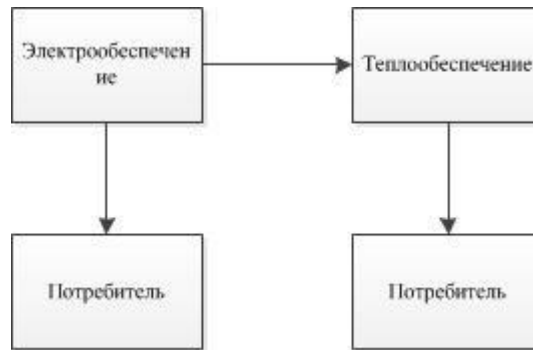 Электрообеспечен
ие
Теплообеспечение
Потребитель
Потребитель